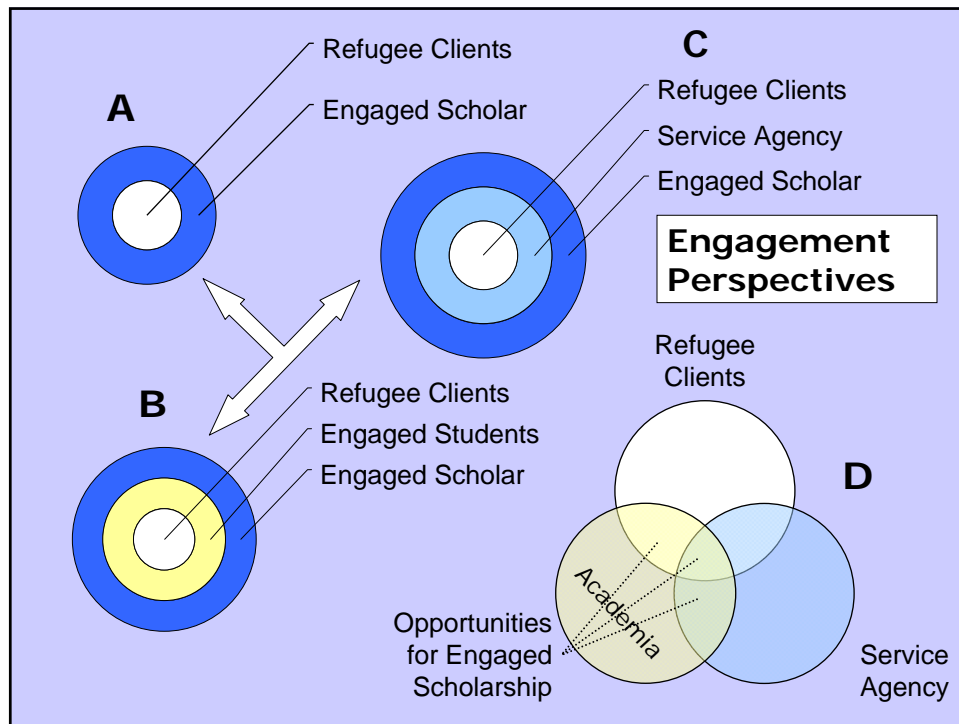 A
Refugee Clients
Engaged Scholar
C
Refugee Clients
Service Agency
Engaged Scholar
Engagement
Perspectives
B
Refugee Clients
Engaged Students
Engaged Scholar
Refugee
Clients
D
Academia
Opportunities
for Engaged
Scholarship
Service
Agency